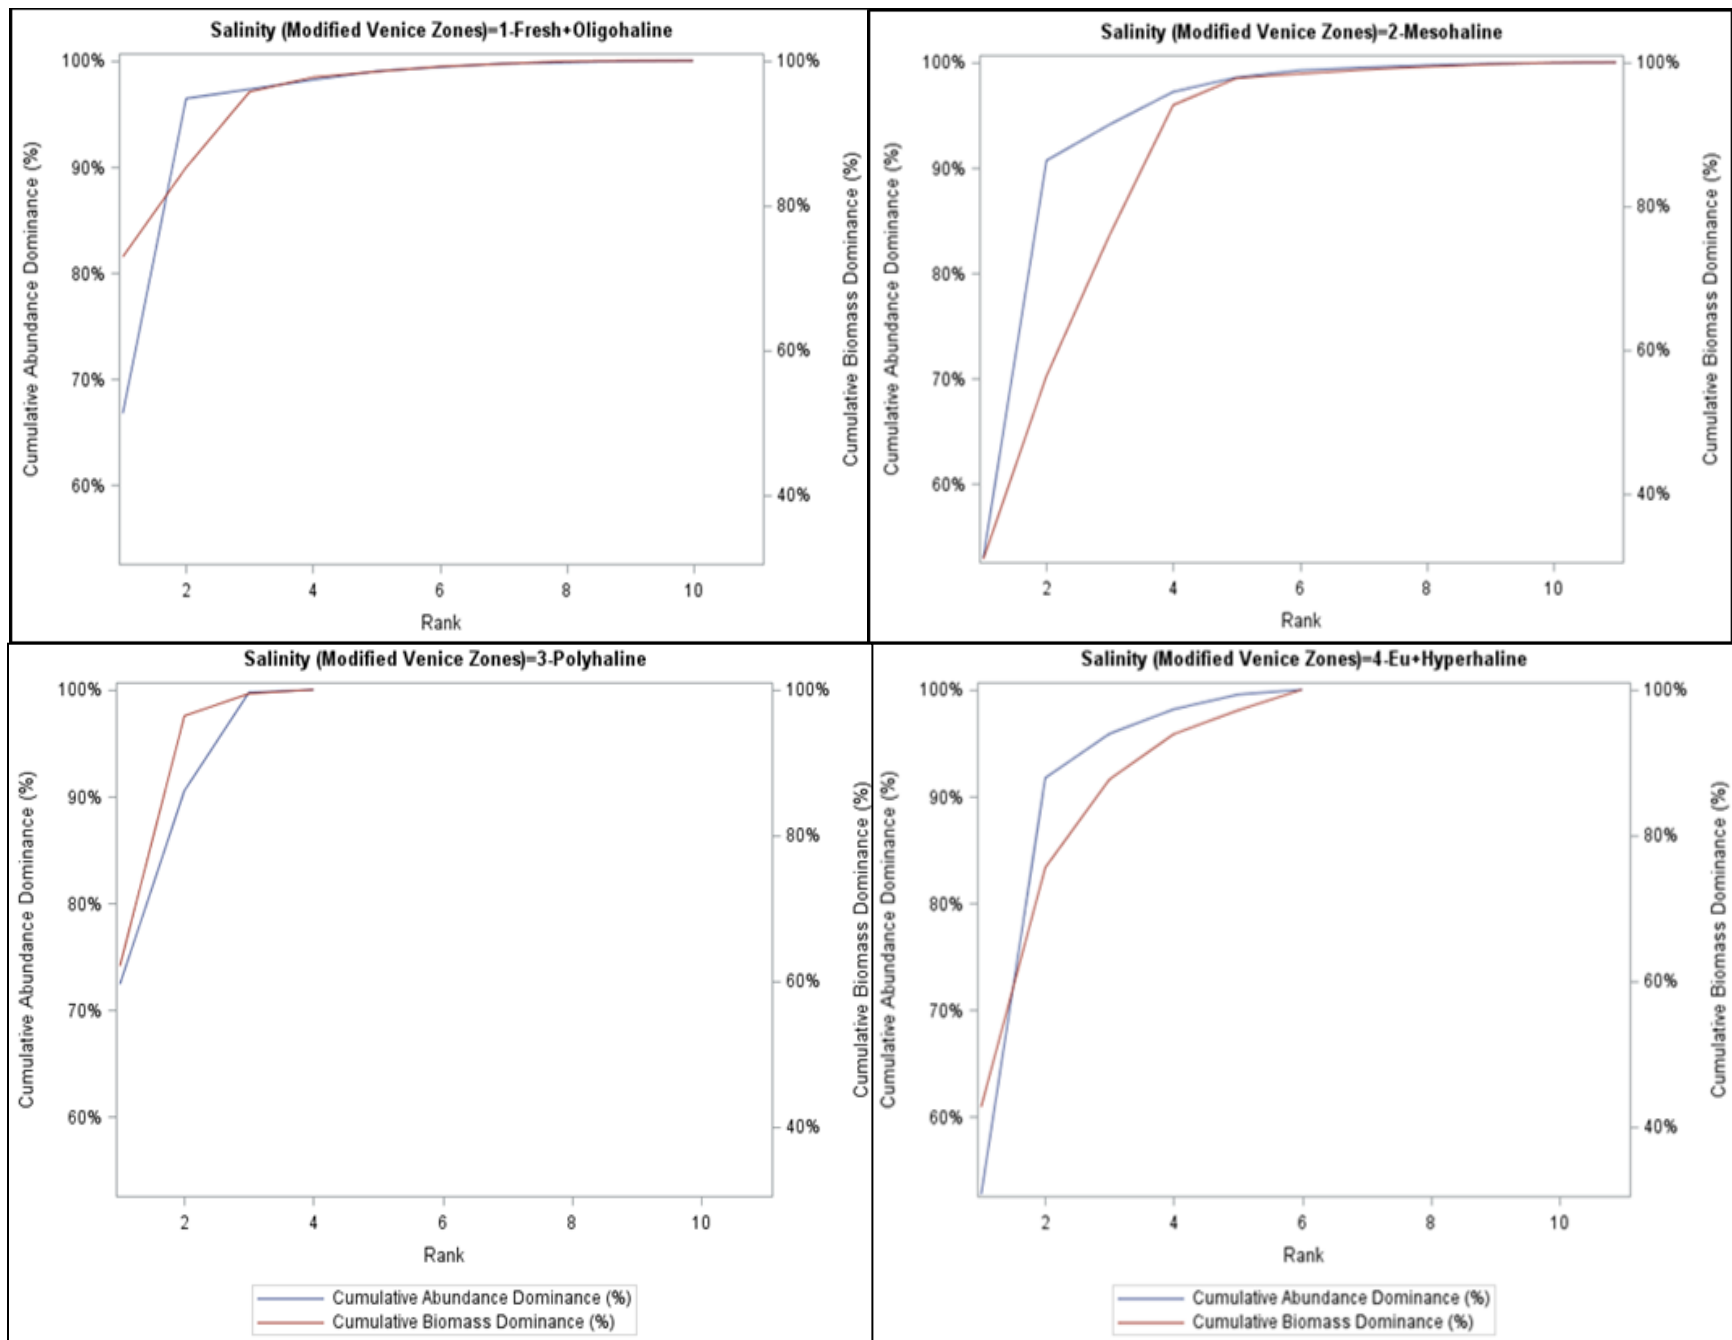 Salinity (Modified Venice Zones)=1-Fresh+Oligohaline
100%
90%
80%
70%
60%
Cumulative Abundance Dominance (%)
100%
80%
60%
40%
Cumulative Biomass Dominance (%)
2 4 6 8 10
Rank
Salinity (Modified Venice Zones)=2-Mesohaline
100%
90%
80%
70%
60%
Cumulative Abundance Dominance (%)
100%
80%
60%
40%
Cumulative Biomass Dominance (%)
2 4 6 8 10
Rank
Salinity (Modified Venice Zones)=3-Polyhaline
100%
90%
80%
70%
60%
Cumulative Abundance Dominance (%)
100%
80%
60%
40%
Cumulative Biomass Dominance (%)
2 4 6 8 10
Rank
Cumulative Abundance Dominance (%)
Cumulative Biomass Dominance (%)
Salinity (Modified Venice Zones)=4-Eu+Hyperhaline
100%
90%
80%
70%
60%
Cumulative Abundance Dominance (%)
100%
80%
60%
40%
Cumulative Biomass Dominance (%)
2 4 6 8 10
Rank
Cumulative Abundance Dominance (%)
Cumulative Biomass Dominance (%)